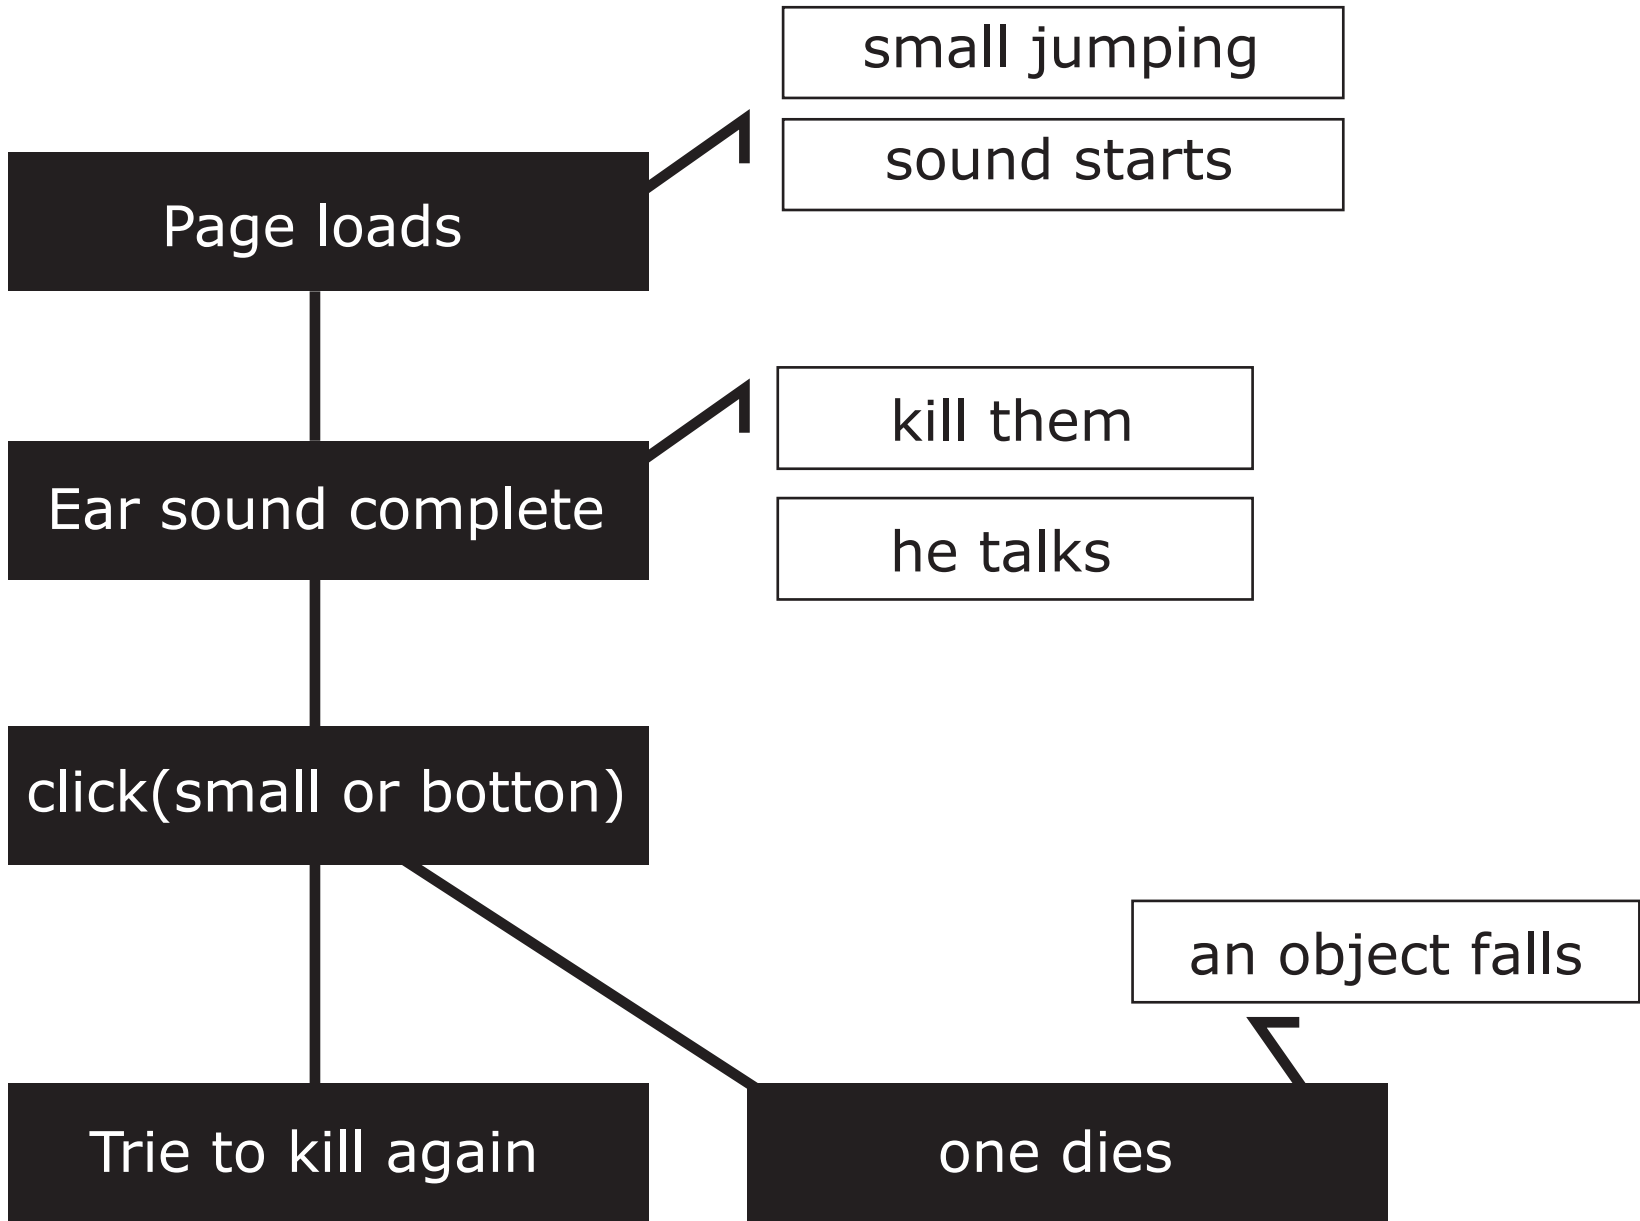 small jumping
sound starts
Page loads
kill them
Ear sound complete
he talks
click(small or botton)
an object falls
Trie to kill again
one dies